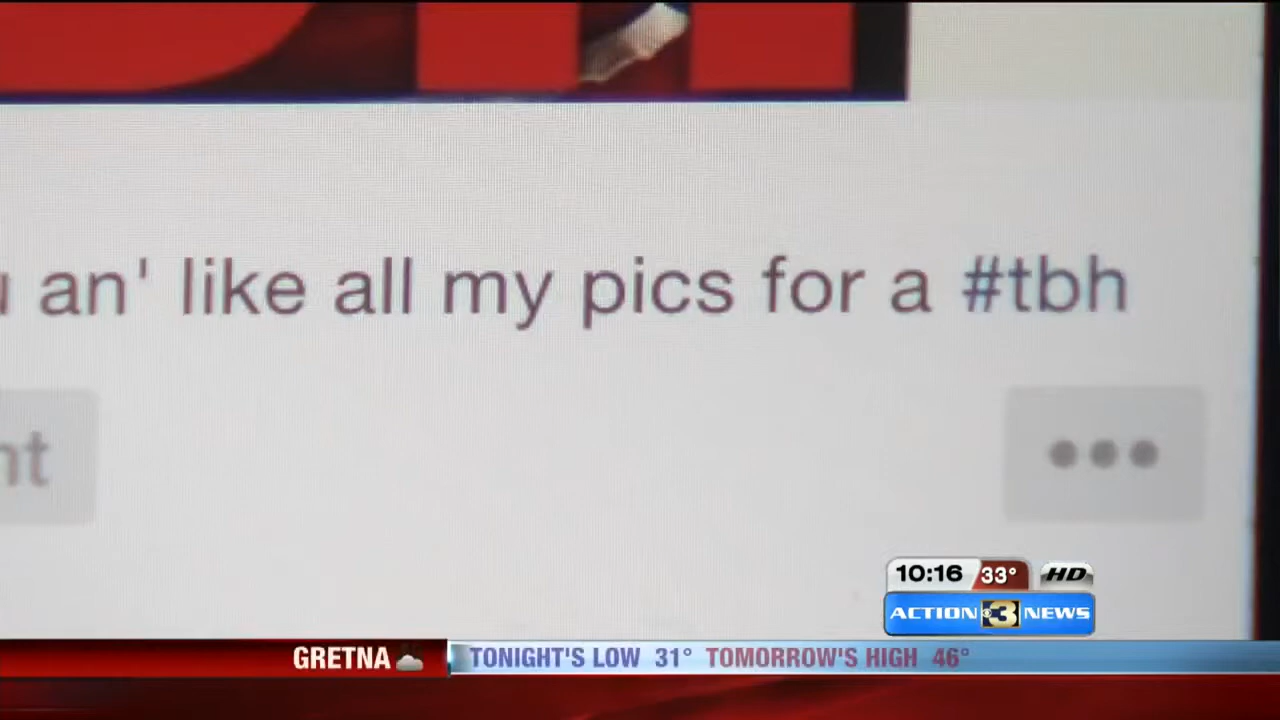 an' like all my pics for a #tbh
nt
10:16 33° HD
ACTION 3 NEWS
GRETNA TONIGHT'S LOW 31° TOMORROW'S HIGH 46°